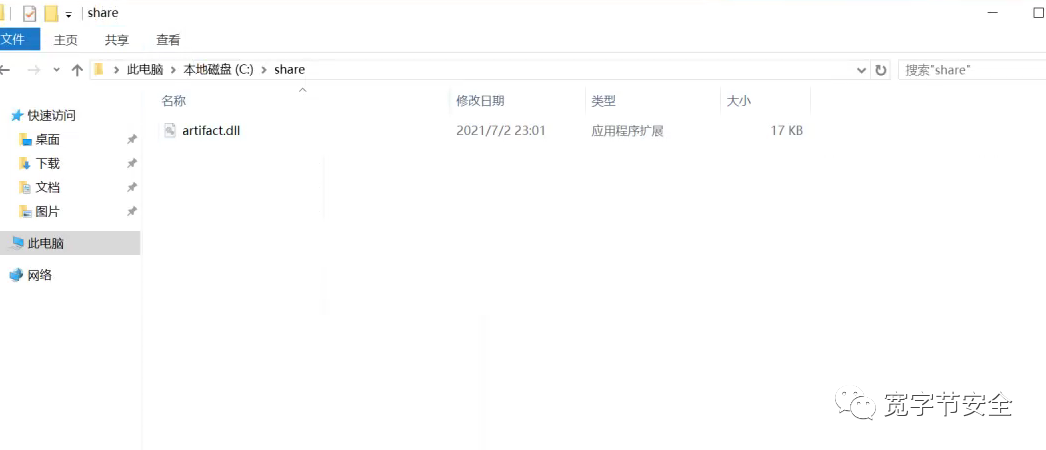 share
文件 主页 共享 查看
此电脑 本地磁盘 (C:) share 搜索"share"
名称 修改日期 类型 大小
快速访问
artifact.dll 2021/7/2 23:01 应用程序扩展 17 KB
桌面
下载
文档
图片
此电脑
网络
宽字节安全